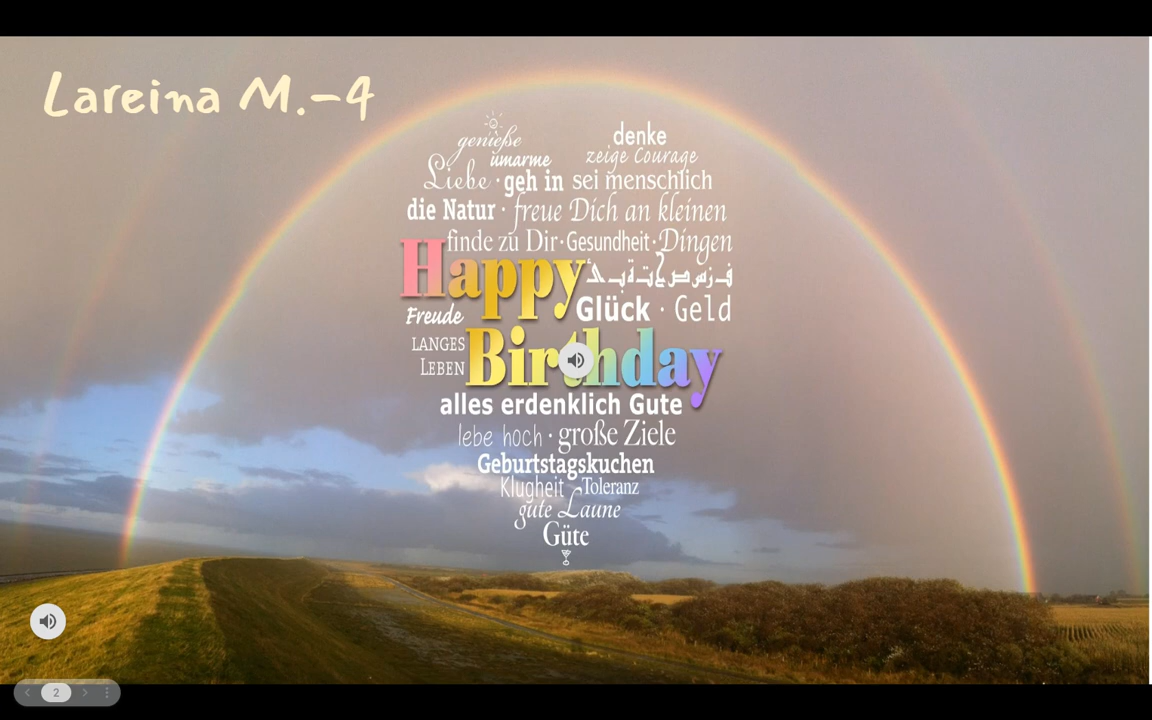 Lareina M.-4
genieße
umarme
denke
zeige Courage
Liebe · geh in sei menschlich
die Natur · freue Dich an kleinen
finde zu Dir · Gesundheit · Dingen
Happy
Freude
Glück · Geld
LANGES
LEBEN
Birthday
alles erdenklich Gute
lebe hoch · große Ziele
Geburtstagskuchen
Klugheit · Toleranz
gute Laune
Güte
2